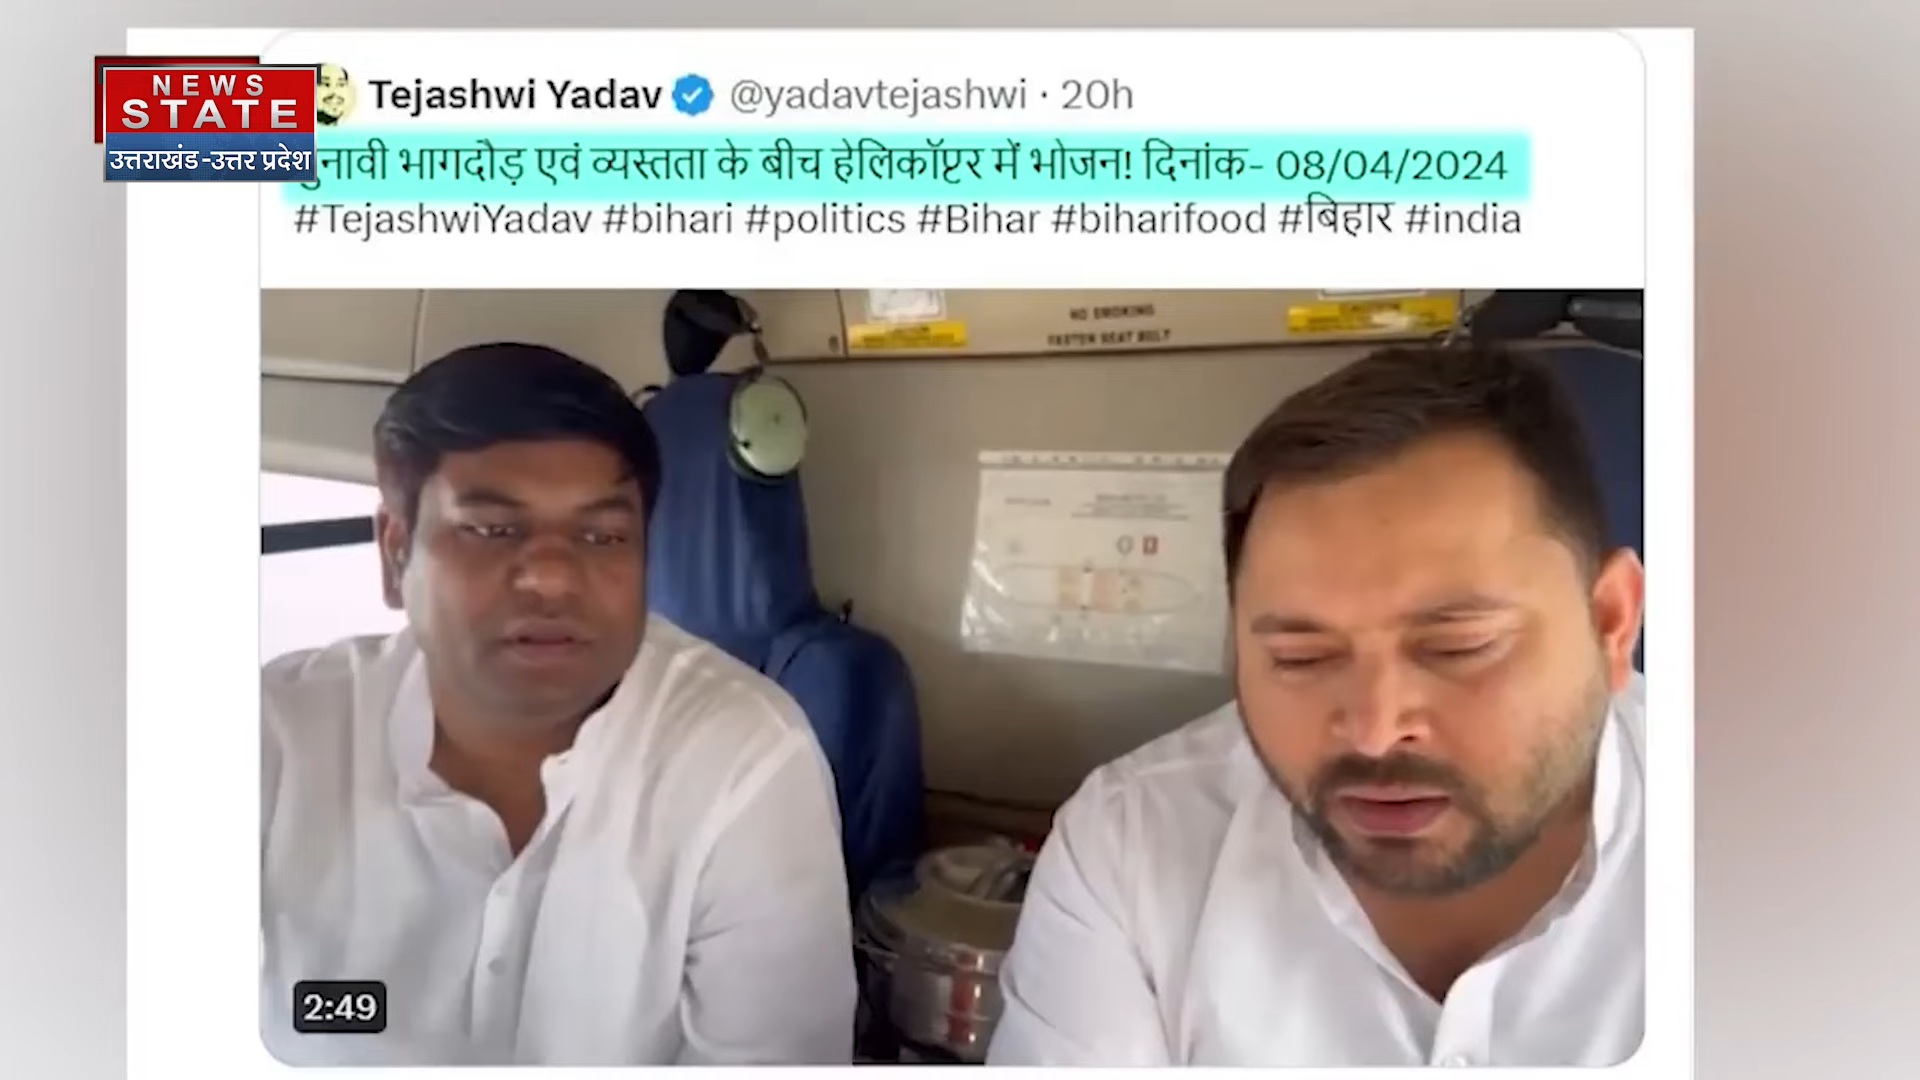 NEWS
STATE
उत्तराखंड-उत्तर प्रदेश
Tejashwi Yadav @yadavtejashwi · 20h
भागदौड़ एवं व्यस्तता के बीच हेलिकॉप्टर में भोजन! दिनांक- 08/04/2024
#TejashwiYadav #bihari #politics #Bihar #biharifood #बिहार #india
NO SMOKING
FASTEN SEAT BELT
2:49